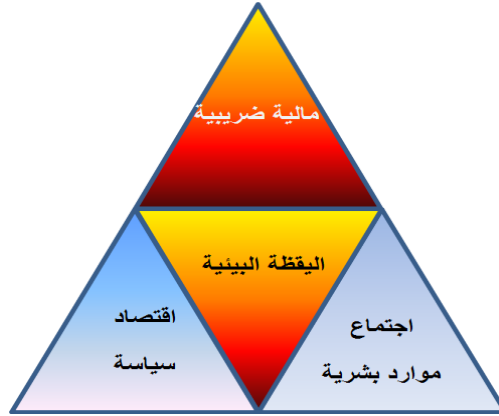 مالية ضريبية
اليقظة البيئية
اجتماع
موارد بشرية
اقتصاد
سياسة